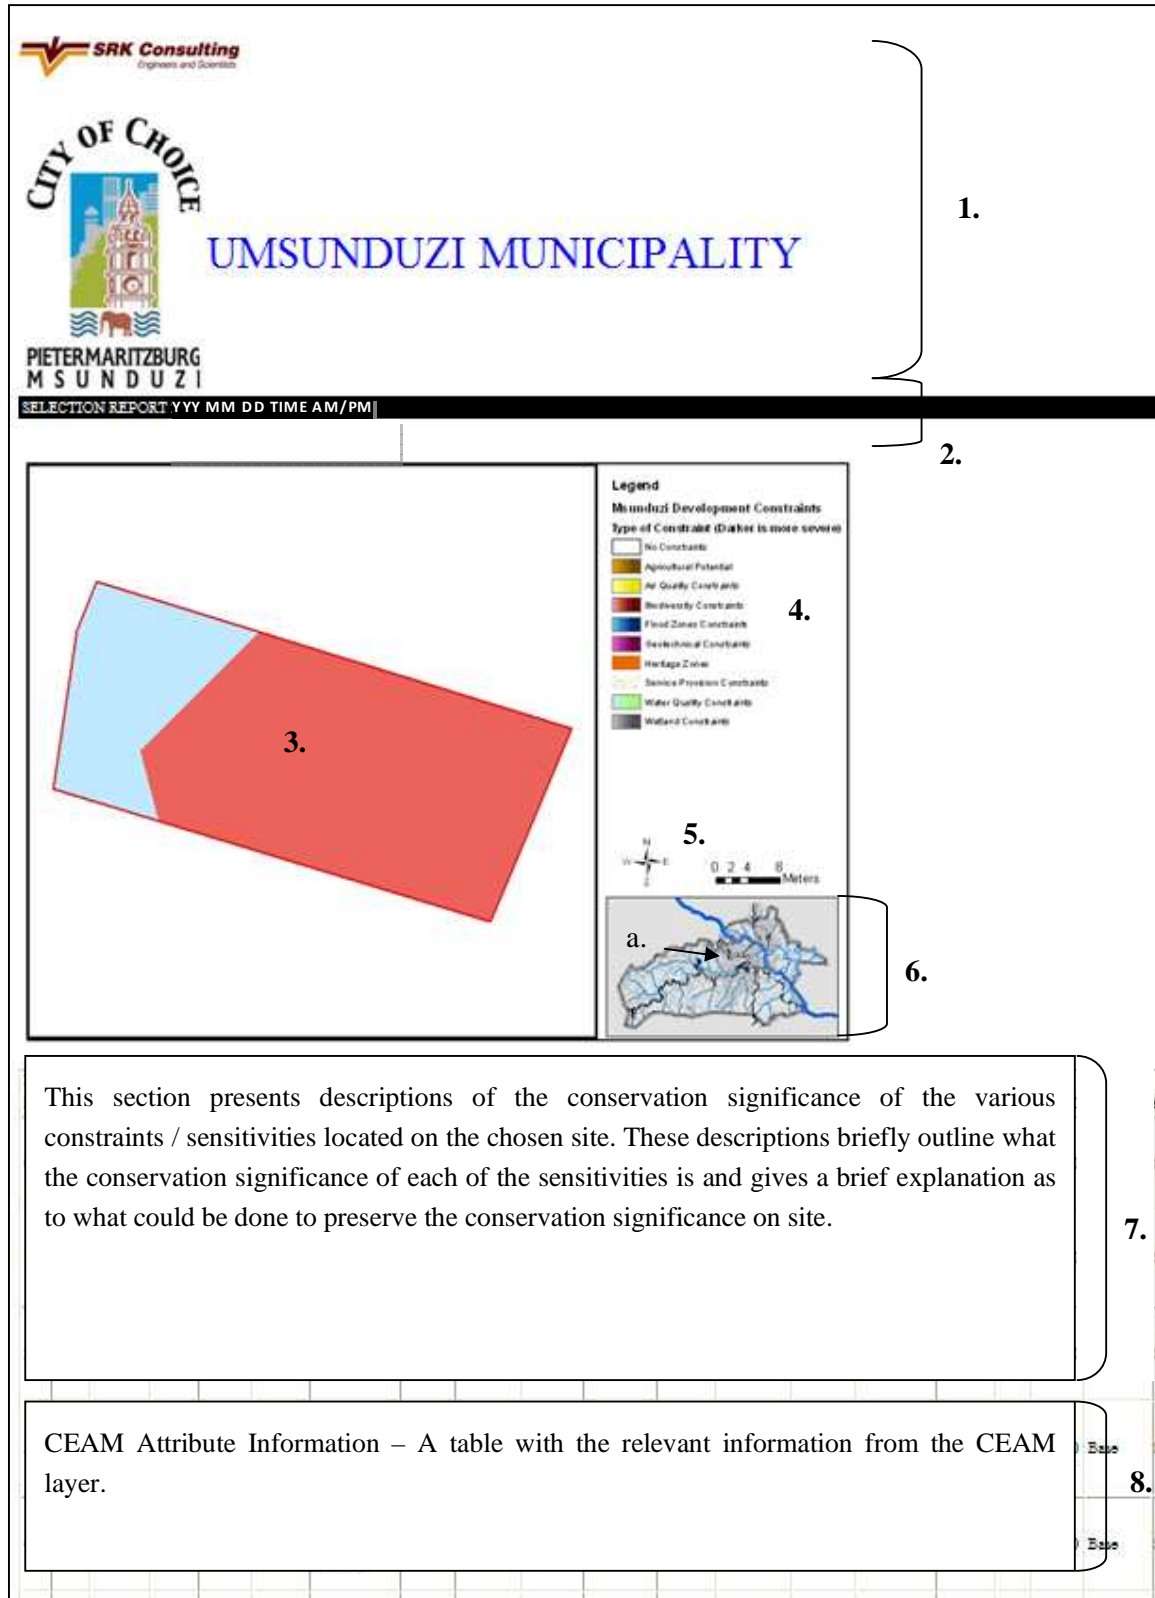 SRK Consulting
Engineers and Scientists
CITY OF CHOICE
1.
UMSUNDUZI MUNICIPALITY
PIETERMARITZBURG
MSUNDUZI
SELECTION REPORT YYY MM DD TIME AM/PM
2.
Legend
Msunduzi Development Constraints
Type of Constraint (Darker is more severe)
No Constraints
Agricultural Potential
Air Quality Constraints
Biodiversity Constraints
4.
Flood Zones Constraints
Geotechnical Constraints
Heritage Zones
Service Provision Constraints
Water Quality Constraints
Wetland Constraints
3.
5.
N
W E
S
0 2 4 8
Meters
a.
6.
This section presents descriptions of the conservation significance of the various
constraints / sensitivities located on the chosen site. These descriptions briefly outline what
the conservation significance of each of the sensitivities is and gives a brief explanation as
to what could be done to preserve the conservation significance on site.
7.
CEAM Attribute Information – A table with the relevant information from the CEAM
layer.
Base
8.
Base